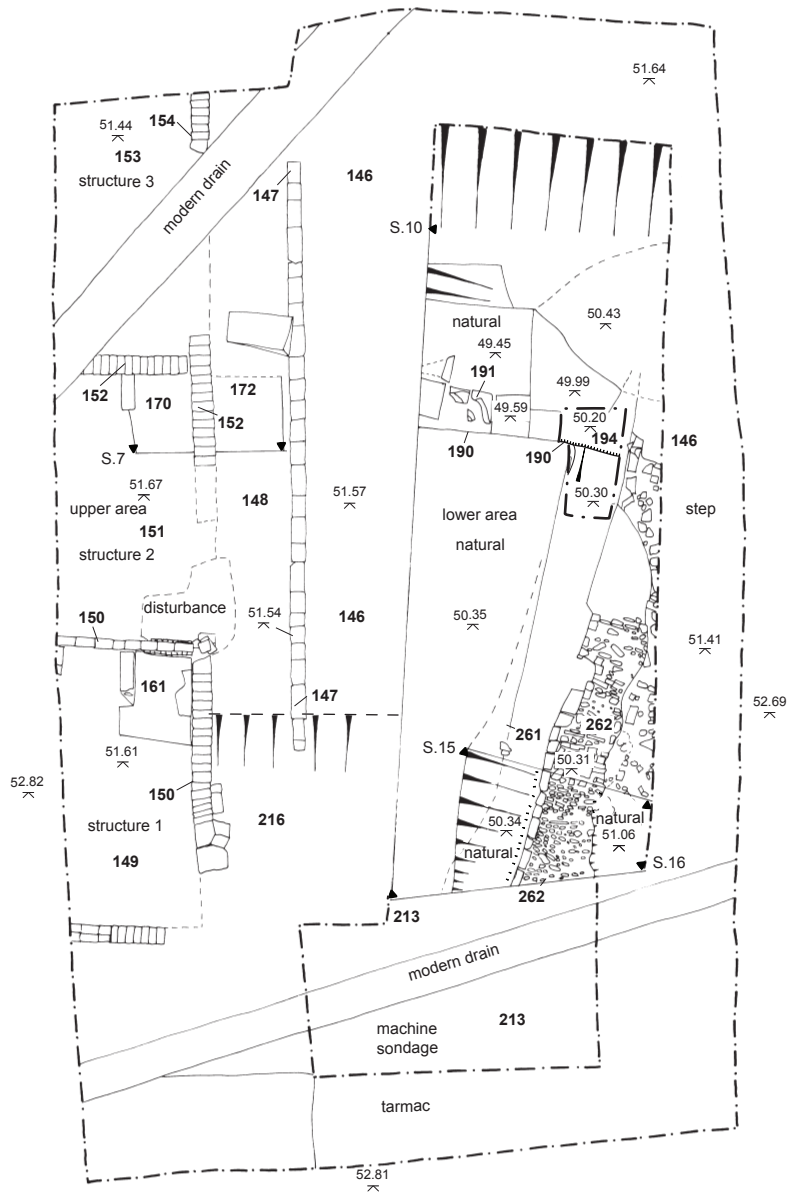 51.64
51.44
154
153
structure 3
modern drain
147
146
S.10
natural
50.43
49.45
191
152
170
172
152
49.99
49.59
50.20
194
190
190
146
S.7
51.67
upper area
148
51.57
50.30
lower area
step
151
natural
structure 2
disturbance
150
51.54
146
50.35
51.41
161
147
52.69
51.61
261
262
S.15
50.31
52.82
150
structure 1
216
50.34
natural
natural
51.06
149
S.16
262
213
modern drain
213
machine
sondage
tarmac
52.81